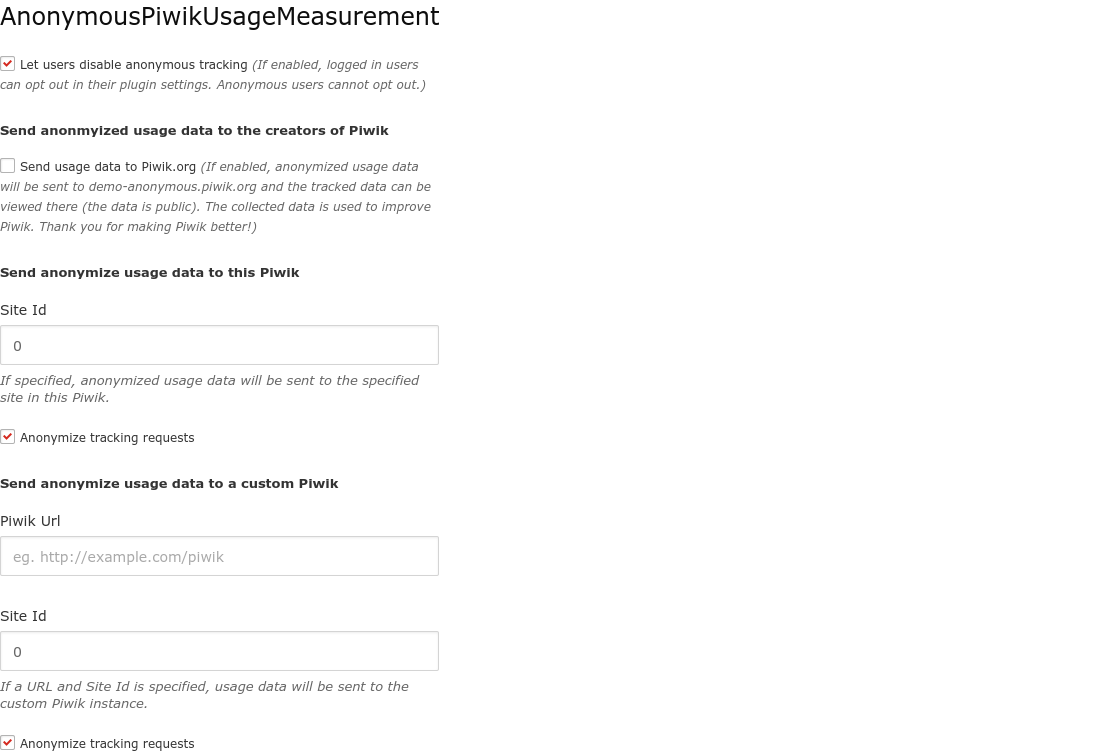 AnonymousPiwikUsageMeasurement
Let users disable anonymous tracking (If enabled, logged in users
can opt out in their plugin settings. Anonymous users cannot opt out.)
Send anonmyized usage data to the creators of Piwik
Send usage data to Piwik.org (If enabled, anonymized usage data
will be sent to demo-anonymous.piwik.org and the tracked data can be
viewed there (the data is public). The collected data is used to improve
Piwik. Thank you for making Piwik better!)
Send anonymize usage data to this Piwik
Site Id
0
If specified, anonymized usage data will be sent to the specified
site in this Piwik.
Anonymize tracking requests
Send anonymize usage data to a custom Piwik
Piwik Url
eg. http://example.com/piwik
Site Id
0
If a URL and Site Id is specified, usage data will be sent to the
custom Piwik instance.
Anonymize tracking requests